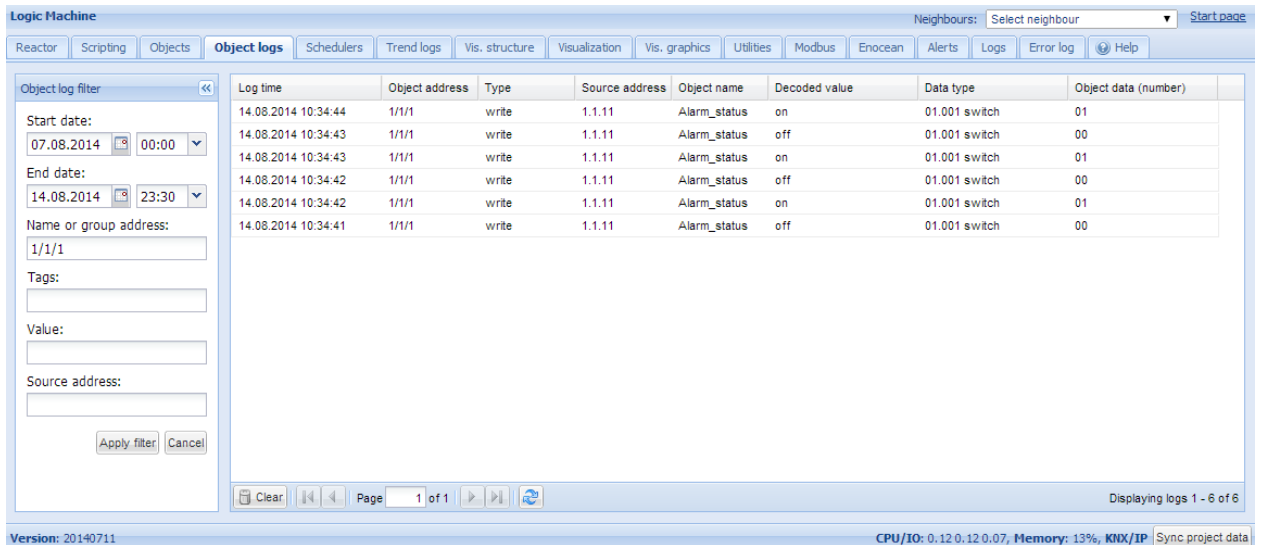 Logic Machine Neighbours: Select neighbour Start page
Reactor Scripting Objects Object logs Schedulers Trend logs Vis. structure Visualization Vis. graphics Utilities Modbus Enocean Alerts Logs Error log Help
Object log filter
Start date:
07.08.2014 00:00
End date:
14.08.2014 23:30
Name or group address:
1/1/1
Tags:
Value:
Source address:
Apply filter Cancel
Log time Object address Type Source address Object name Decoded value Data type Object data (number)
14.08.2014 10:34:44 1/1/1 write 1.1.11 Alarm_status on 01.001 switch 01
14.08.2014 10:34:43 1/1/1 write 1.1.11 Alarm_status off 01.001 switch 00
14.08.2014 10:34:43 1/1/1 write 1.1.11 Alarm_status on 01.001 switch 01
14.08.2014 10:34:42 1/1/1 write 1.1.11 Alarm_status off 01.001 switch 00
14.08.2014 10:34:42 1/1/1 write 1.1.11 Alarm_status on 01.001 switch 01
14.08.2014 10:34:41 1/1/1 write 1.1.11 Alarm_status off 01.001 switch 00
Clear Page 1 of 1 Displaying logs 1 - 6 of 6
Version: 20140711 CPU/IO: 0.12 0.12 0.07, Memory: 13%, KNX/IP Sync project data